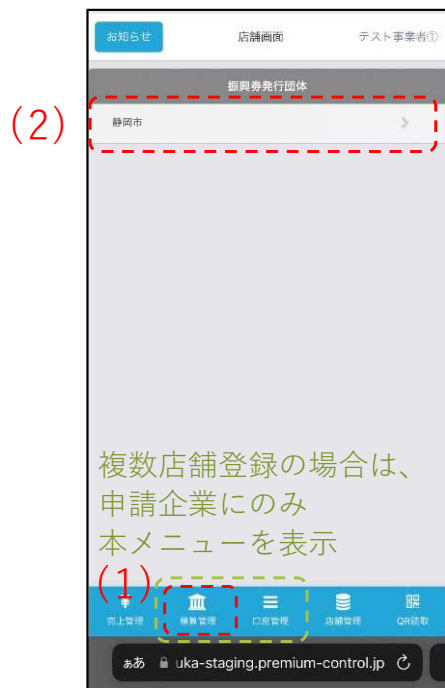 お知らせ 店舗画面 テスト事業者①
振興券発行団体
(2)
静岡市
複数店舗登録の場合は、
申請企業にのみ
本メニューを表示
(1)
売上管理 精算管理 口座管理 店舗管理 QR読取
ぁあ uka-staging.premium-control.jp